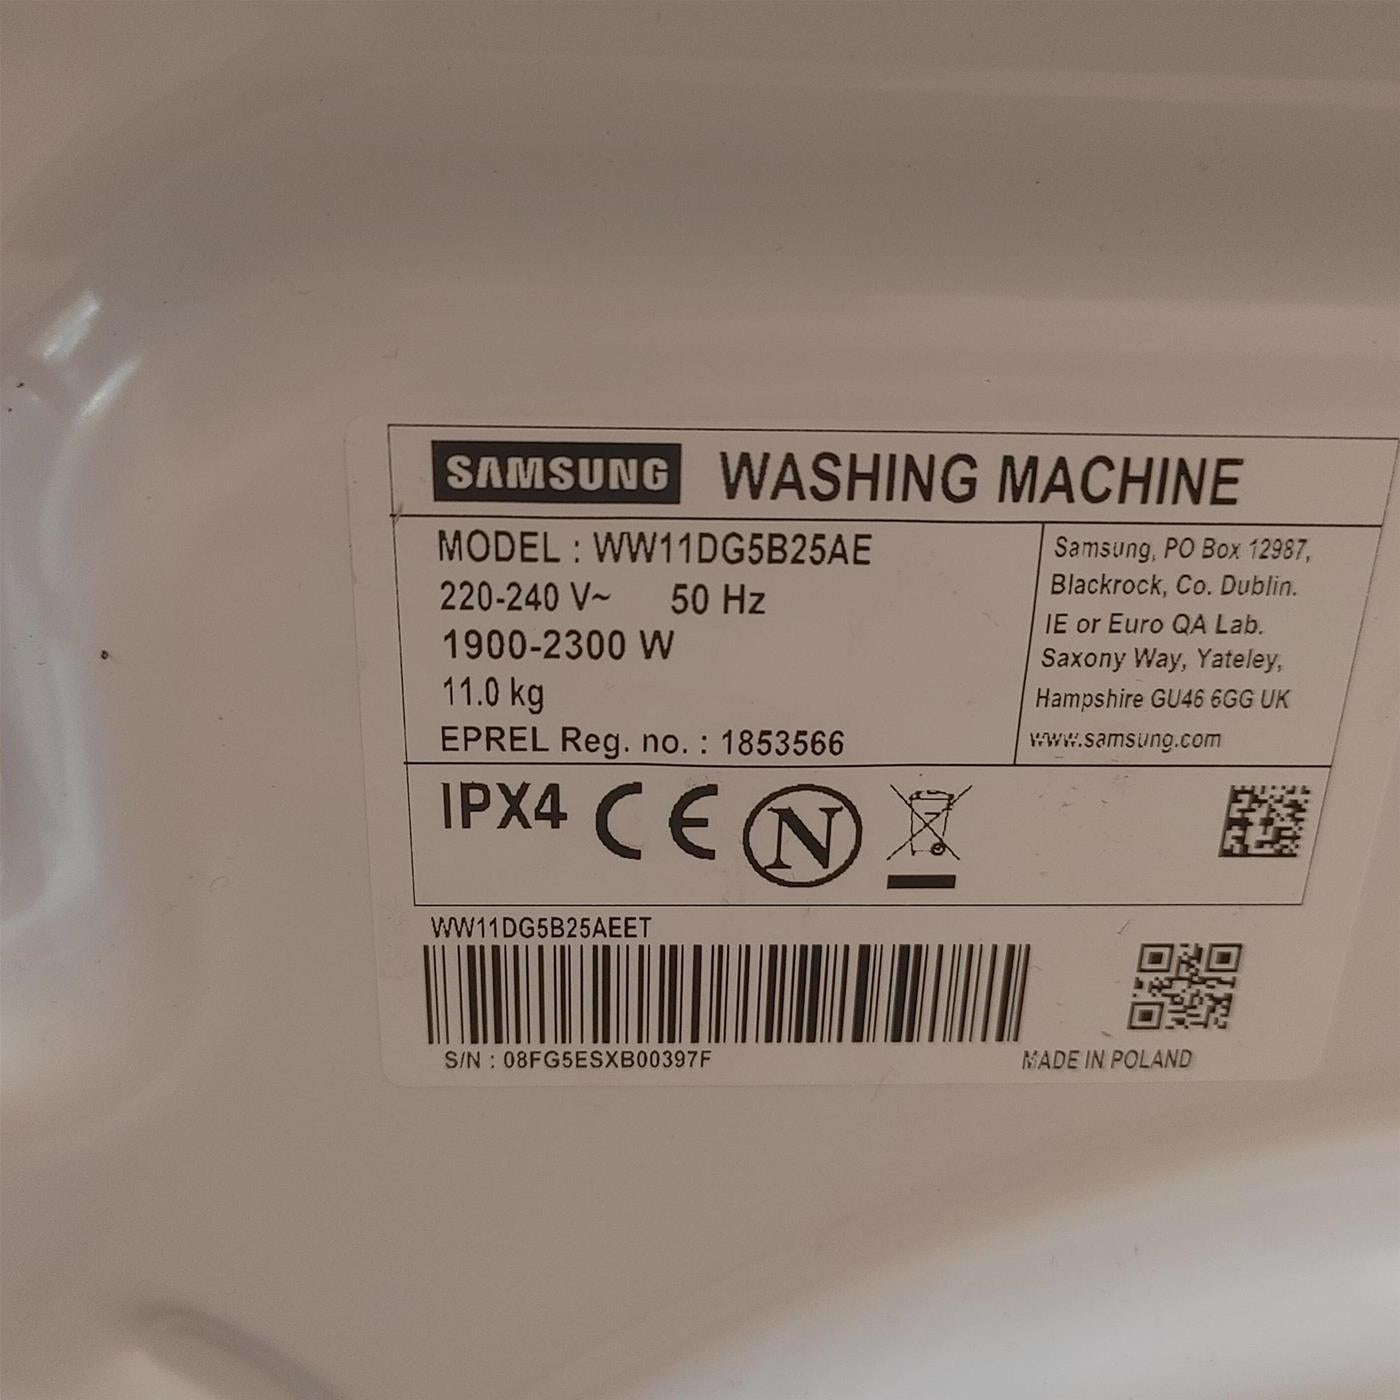 SAMSUNG WASHING MACHINE
MODEL : WW11DG5B25AE
220-240 V~ 50 Hz
1900-2300 W
11.0 kg
EPREL Reg. no. : 1853566
Samsung, PO Box 12987,
Blackrock, Co. Dublin.
IE or Euro QA Lab.
Saxony Way, Yateley,
Hampshire GU46 6GG UK
www.samsung.com
IPX4 CE N
WW11DG5B25AEET
S/N : 08FG5ESXB00397F
MADE IN POLAND